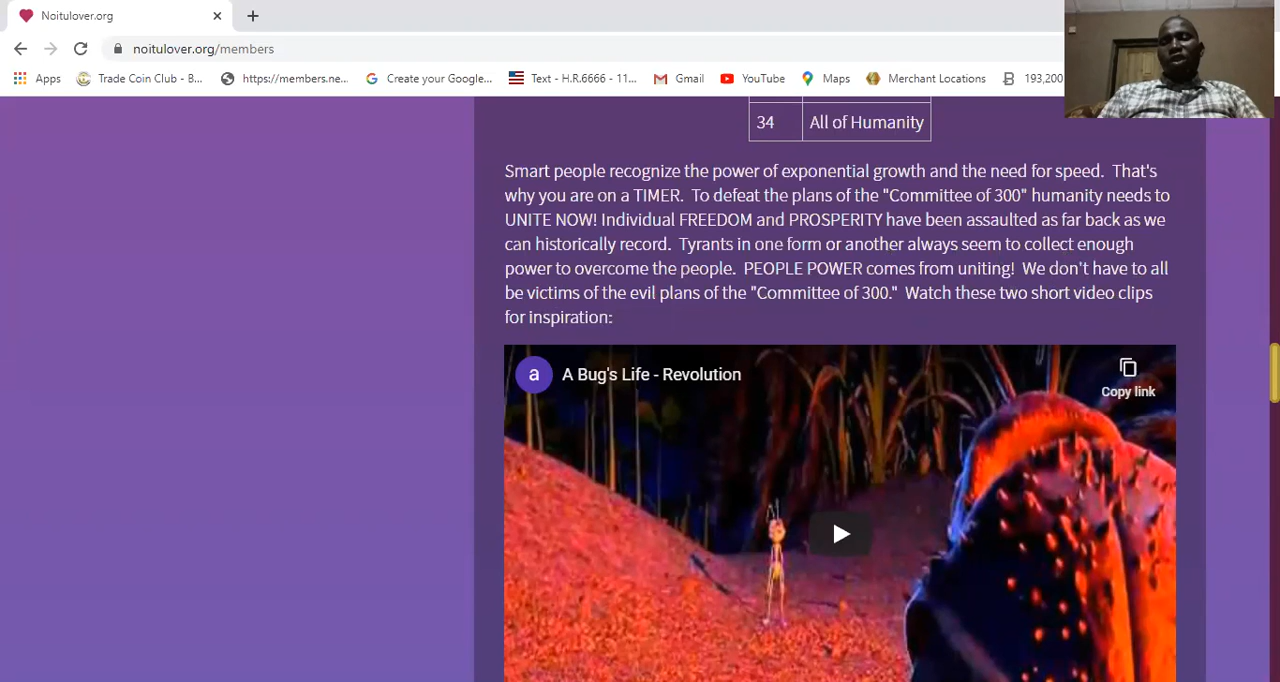 Noitulover.org
noitulover.org/members
Apps Trade Coin Club - B... https://members.ne... Create your Google... Text - H.R.6666 - 11... Gmail YouTube Maps Merchant Locations 193,200
34 All of Humanity
Smart people recognize the power of exponential growth and the need for speed. That's
why you are on a TIMER. To defeat the plans of the "Committee of 300" humanity needs to
UNITE NOW! Individual FREEDOM and PROSPERITY have been assaulted as far back as we
can historically record. Tyrants in one form or another always seem to collect enough
power to overcome the people. PEOPLE POWER comes from uniting! We don't have to all
be victims of the evil plans of the "Committee of 300." Watch these two short video clips
for inspiration:
a A Bug's Life - Revolution
Copy link